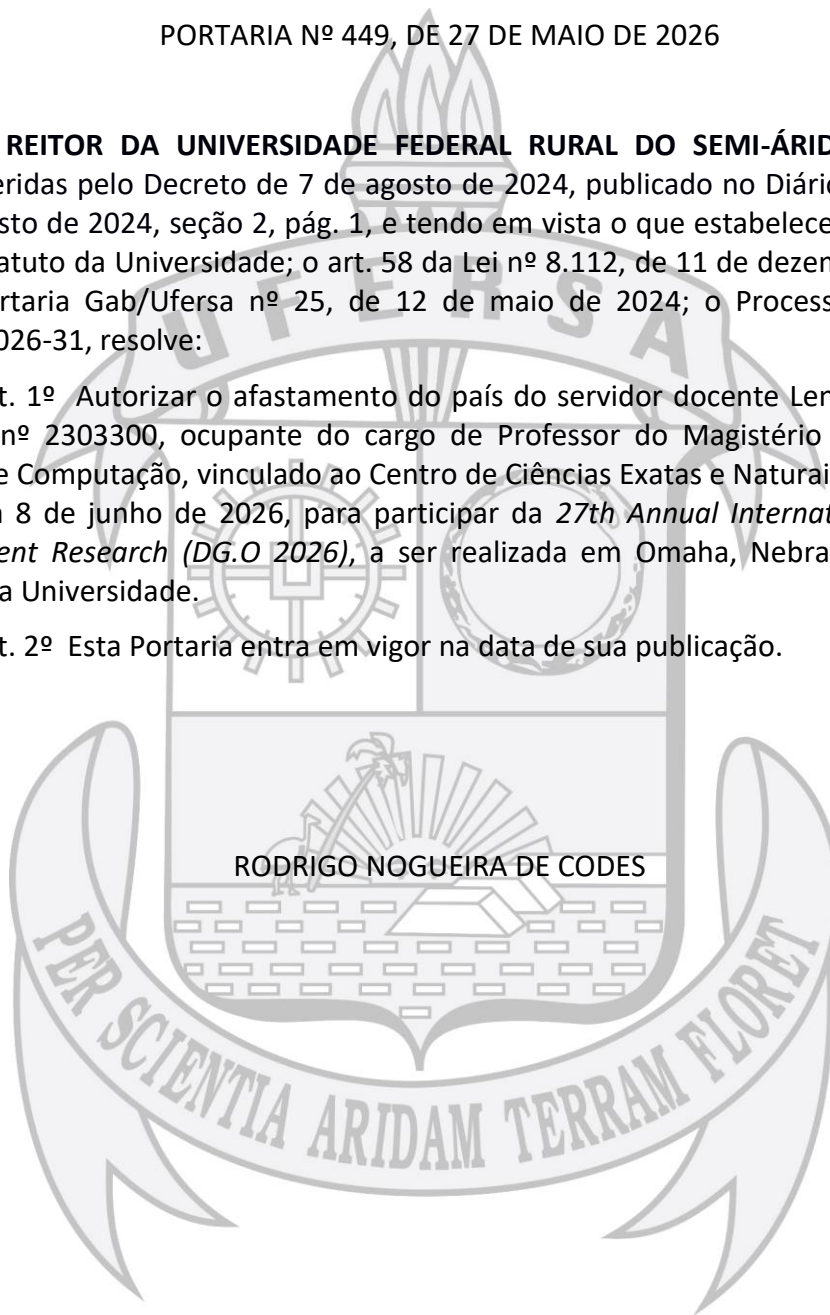 PORTARIA Nº 449, DE 27 DE MAIO DE 2026
REITOR DA UNIVERSIDADE FEDERAL RURAL DO SEMI-ÁRID
eridas pelo Decreto de 7 de agosto de 2024, publicado no Diári
sto de 2024, seção 2, pág. 1, e tendo em vista o que estabelece
tatuto da Universidade; o art. 58 da Lei nº 8.112, de 11 de dezen
rtaria Gab/Ufersa nº 25, de 12 de maio de 2024; o Process
026-31, resolve:
t. 1º Autorizar o afastamento do país do servidor docente Len
nº 2303300, ocupante do cargo de Professor do Magistério
e Computação, vinculado ao Centro de Ciências Exatas e Naturai
a 8 de junho de 2026, para participar da 27th Annual Internat
ent Research (DG.O 2026), a ser realizada em Omaha, Nebra
a Universidade.
t. 2º Esta Portaria entra em vigor na data de sua publicação.
RODRIGO NOGUEIRA DE CODES
UFERSA
PER SCIENTIA ARIDAM TERRAM FLORET